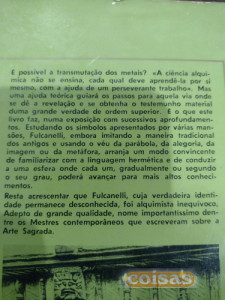 E possível a transmutação dos metais? «A ciência alquí-
mica não se ensina, cada qual deve aprendê-la por si
mesmo, com a ajuda de um perseverante trabalho». Mas
uma ajuda teórica guiará os passos para aquela via onde
se dê a revelação e se obtenha o testemunho material
duma grande verdade de ordem superior. É o que este
livro faz, numa exposição com sucessivos aprofundamen-
tos. Estudando os símbolos apresentados por várias man-
sões, Fulcanelli, embora imitando a maneira tradicional
dos antigos e usando o véu da parábola, da alegoria, da
imagem ou da metáfora, arranja um modo convincente
de familiarizar com a linguagem hermética e de conduzir
a uma esfera onde cada um, gradualmente ou segundo
o seu grau, poderá avançar para mais altos conheci-
mentos.
Resta acrescentar que Fulcanelli, cuja verdadeira identi-
dade permanece desconhecida, foi alquimista inequívoco,
Adepto de grande qualidade, nome importantíssimo den-
tre os Mestres contemporâneos que escreveram sobre a
Arte Sagrada.
coisas